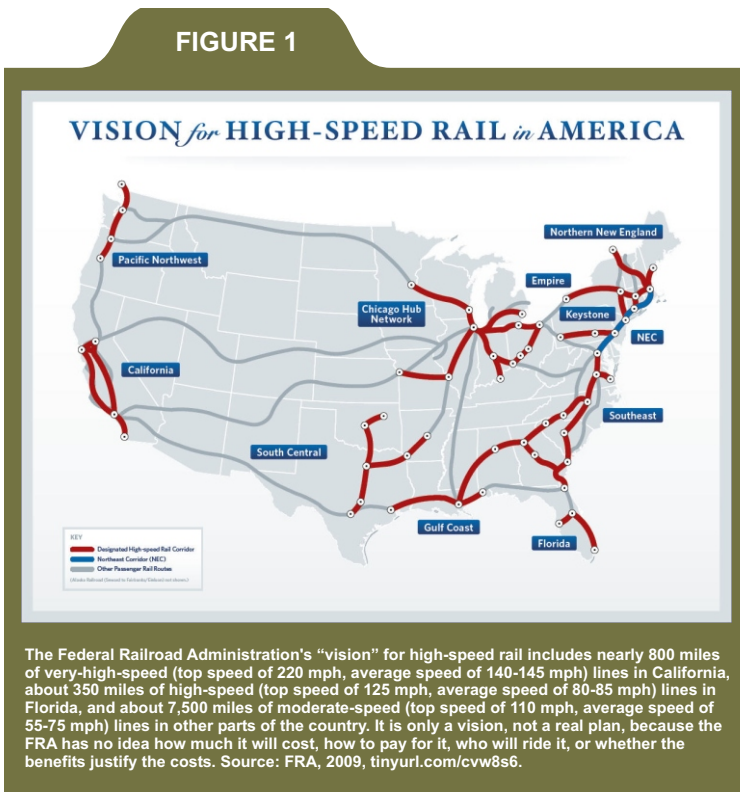 FIGURE 1
VISION for HIGH-SPEED RAIL in AMERICA
Northern New England
Pacific Northwest
Empire
Chicago Hub
Network
Keystone
NEC
California
Southeast
South Central
Gulf Coast
Florida
KEY
Designated High-speed Rail Corridor
Northeast Corridor (NEC)
Other Passenger Rail Routes
The Federal Railroad Administration's “vision” for high-speed rail includes nearly 800 miles
of very-high-speed (top speed of 220 mph, average speed of 140-145 mph) lines in California,
about 350 miles of high-speed (top speed of 125 mph, average speed of 80-85 mph) lines in
Florida, and about 7,500 miles of moderate-speed (top speed of 110 mph, average speed of
55-75 mph) lines in other parts of the country. It is only a vision, not a real plan, because the
FRA has no idea how much it will cost, how to pay for it, who will ride it, or whether the
benefits justify the costs. Source: FRA, 2009, tinyurl.com/cvw8s6.